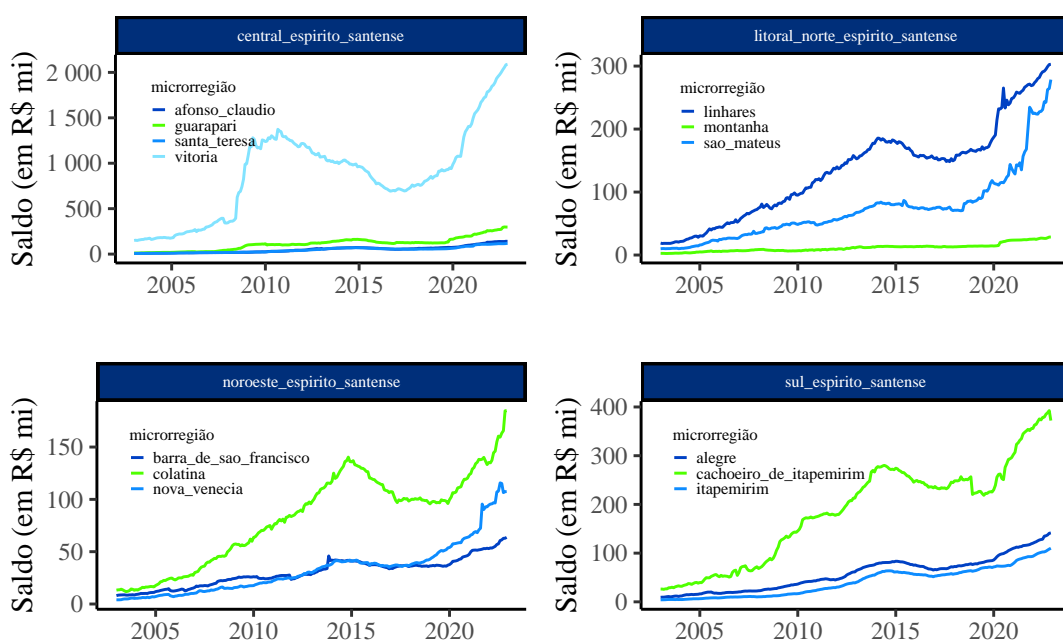 central_espirito_santense
Saldo (em R$ mi)
2 000
1 500
1 000
500
0
microrregião
afonso_claudio
guarapari
santa_teresa
vitoria
2005 2010 2015 2020
litoral_norte_espirito_santense
Saldo (em R$ mi)
300
200
100
0
microrregião
linhares
montanha
sao_mateus
2005 2010 2015 2020
noroeste_espirito_santense
Saldo (em R$ mi)
150
100
50
0
microrregião
barra_de_sao_francisco
colatina
nova_venecia
2005 2010 2015 2020
sul_espirito_santense
Saldo (em R$ mi)
400
300
200
100
0
microrregião
alegre
cachoeiro_de_itapemirim
itapemirim
2005 2010 2015 2020